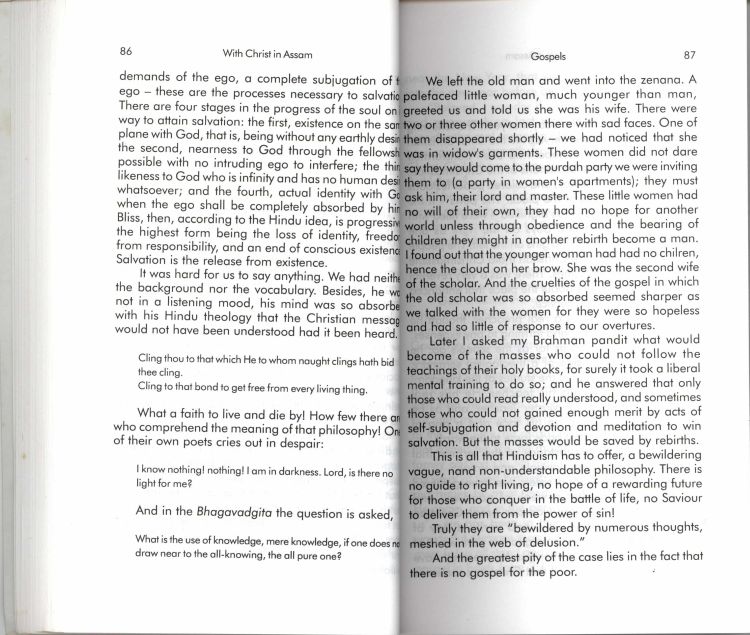 86
With Christ in Assam
demands of the ego, a complete subjugation of
ego – these are the processes necessary to salvatio
There are four stages in the progress of the soul on
way to attain salvation: the first, existence on the sam
plane with God, that is, being without any earthly desir
the second, nearness to God through the fellowsh
possible with no intruding ego to interfere; the thir
likeness to God who is infinity and has no human desi
whatsoever; and the fourth, actual identity with Go
when the ego shall be completely absorbed by hir
Bliss, then, according to the Hindu idea, is progressiv
the highest form being the loss of identity, freedo
from responsibility, and an end of conscious existenc
Salvation is the release from existence.
It was hard for us to say anything. We had neithe
the background nor the vocabulary. Besides, he wa
not in a listening mood, his mind was so absorbe
with his Hindu theology that the Christian messag
would not have been understood had it been heard.
Cling thou to that which He to whom naught clings hath bid
thee cling.
Cling to that bond to get free from every living thing.
What a faith to live and die by! How few there ar
who comprehend the meaning of that philosophy! On
of their own poets cries out in despair:
I know nothing! nothing! I am in darkness. Lord, is there no
light for me?
And in the Bhagavadgita the question is asked,
What is the use of knowledge, mere knowledge, if one does no
draw near to the all-knowing, the all pure one?
Gospels
87
We left the old man and went into the zenana. A
palefaced little woman, much younger than man,
greeted us and told us she was his wife. There were
two or three other women there with sad faces. One of
them disappeared shortly – we had noticed that she
was in widow's garments. These women did not dare
say they would come to the purdah party we were inviting
them to (a party in women's apartments); they must
ask him, their lord and master. These little women had
no will of their own, they had no hope for another
world unless through obedience and the bearing of
children they might in another rebirth become a man.
I found out that the younger woman had had no chilren,
hence the cloud on her brow. She was the second wife
of the scholar. And the cruelties of the gospel in which
the old scholar was so absorbed seemed sharper as
we talked with the women for they were so hopeless
and had so little of response to our overtures.
Later I asked my Brahman pandit what would
become of the masses who could not follow the
teachings of their holy books, for surely it took a liberal
mental training to do so; and he answered that only
those who could read really understood, and sometimes
those who could not gained enough merit by acts of
self-subjugation and devotion and meditation to win
salvation. But the masses would be saved by rebirths.
This is all that Hinduism has to offer, a bewildering
vague, nand non-understandable philosophy. There is
no guide to right living, no hope of a rewarding future
for those who conquer in the battle of life, no Saviour
to deliver them from the power of sin!
Truly they are "bewildered by numerous thoughts,
meshed in the web of delusion."
And the greatest pity of the case lies in the fact that
there is no gospel for the poor.